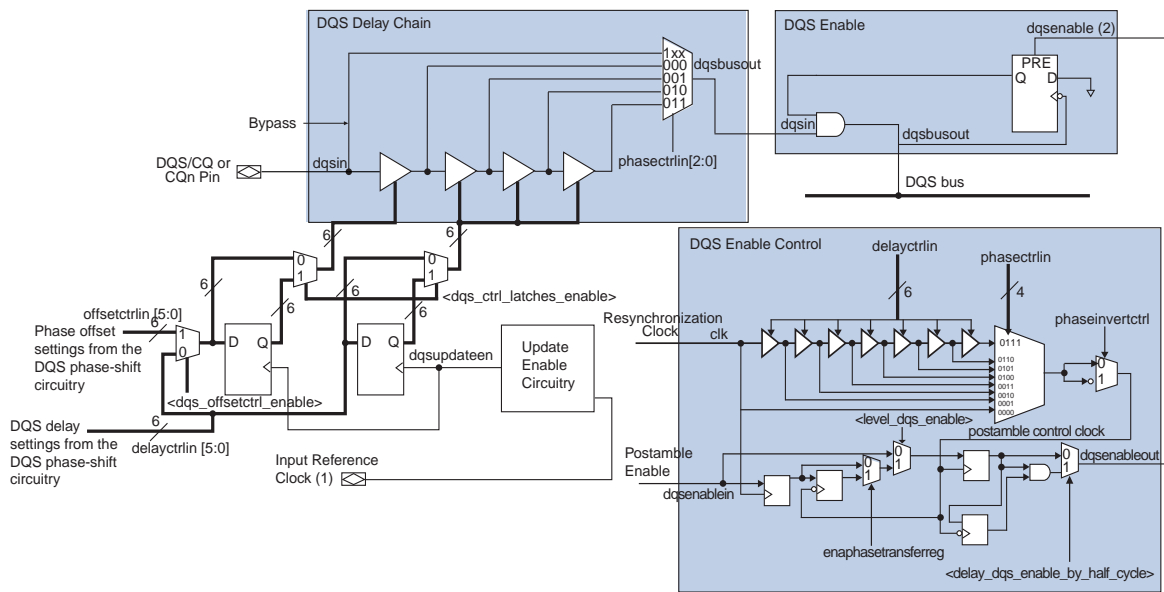 DQS Delay Chain
1xx
000
001
010
011
dqsbusout
phasectrlin[2:0]
Bypass
DQS/CQ or
CQn Pin
dqsin
DQS Enable
dqsenable (2)
PRE
Q
D
dqsin
dqsbusout
DQS bus
6
6
0
1
6
6
0
1
6
6
<dqs_ctrl_latches_enable>
offsetctrlin [5:0]
Phase offset
settings from the
DQS phase-shift
circuitry
6
1
0
D
Q
D
Q
dqsupdateen
Update
Enable
Circuitry
<dqs_offsetctrl_enable>
DQS delay
settings from the
DQS phase-shift
circuitry
6
delayctrlin [5:0]
Input Reference
Clock (1)
DQS Enable Control
delayctrlin
6
phasectrlin
4
Resynchronization
Clock
clk
0111
0110
0101
0100
0011
0010
0001
0000
phaseinvertctrl
0
1
<level_dqs_enable>
postamble control clock
Postamble
Enable
dqsenablein
0
1
0
1
0
1
dqsenableout
enaphasetransferreg
<delay_dqs_enable_by_half_cycle>